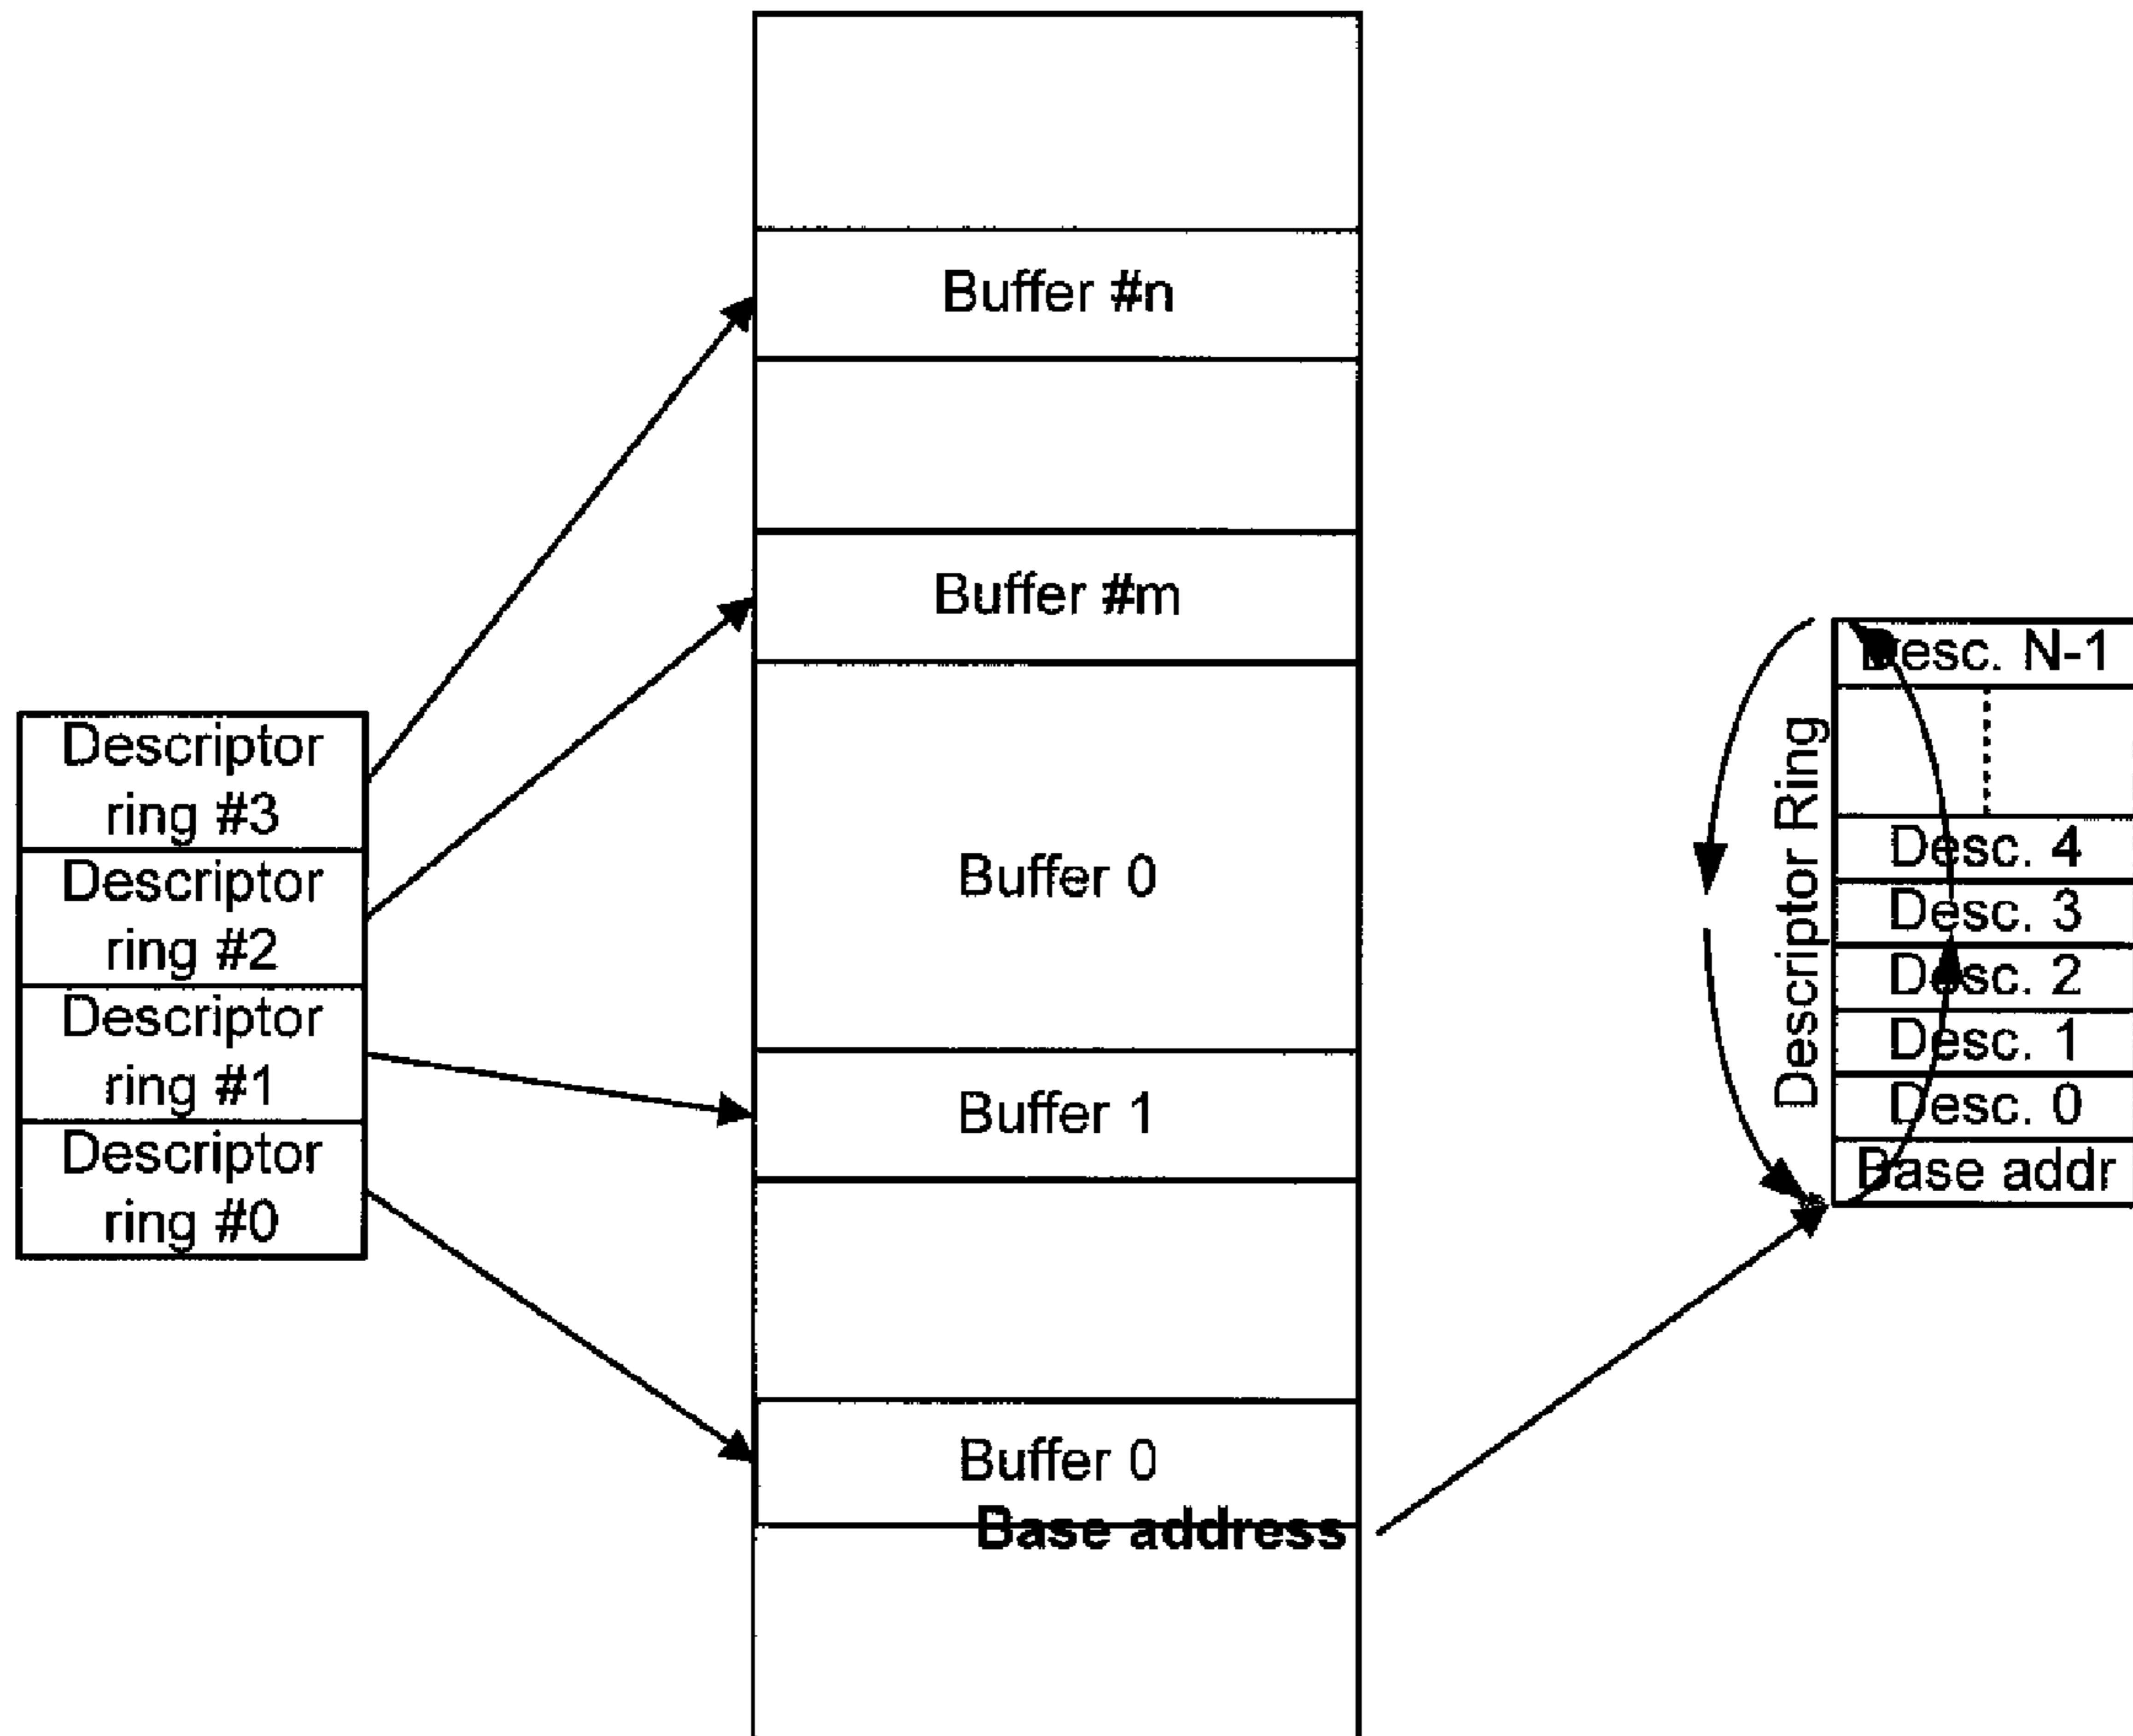 Descriptor
ring #3
Descriptor
ring #2
Descriptor
ring #1
Descriptor
ring #0
Buffer #n
Buffer #m
Buffer 0
Buffer 1
Buffer 0
Base address
Descriptor Ring
Desc. N-1
Desc. 4
Desc. 3
Desc. 2
Desc. 1
Desc. 0
Base addr